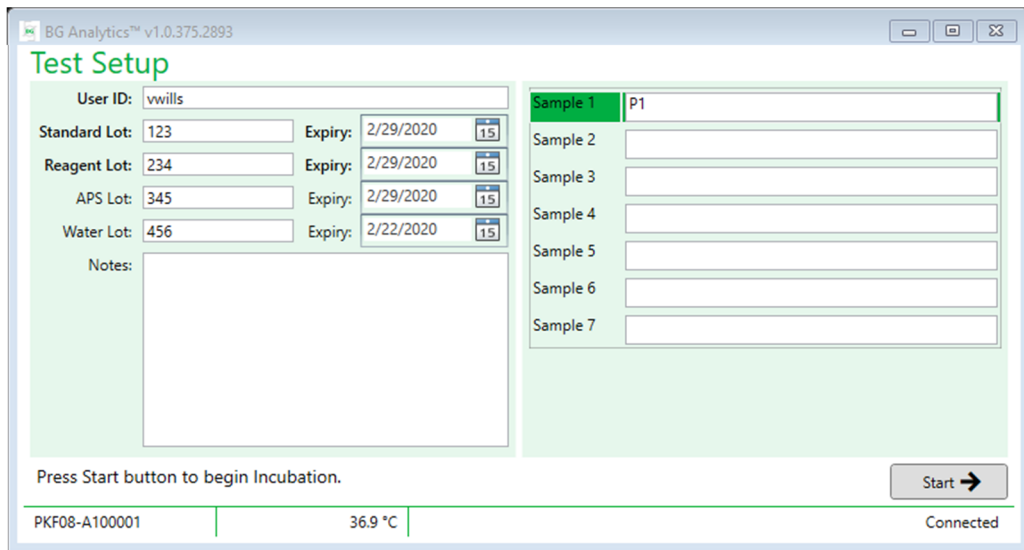 BG Analytics™ v1.0.375.2893
Test Setup
User ID: vwills
Standard Lot: 123 Expiry: 2/29/2020 15
Reagent Lot: 234 Expiry: 2/29/2020 15
APS Lot: 345 Expiry: 2/29/2020 15
Water Lot: 456 Expiry: 2/22/2020 15
Notes:
Sample 1 P1
Sample 2
Sample 3
Sample 4
Sample 5
Sample 6
Sample 7
Press Start button to begin Incubation.
Start
PKF08-A100001 36.9 °C Connected